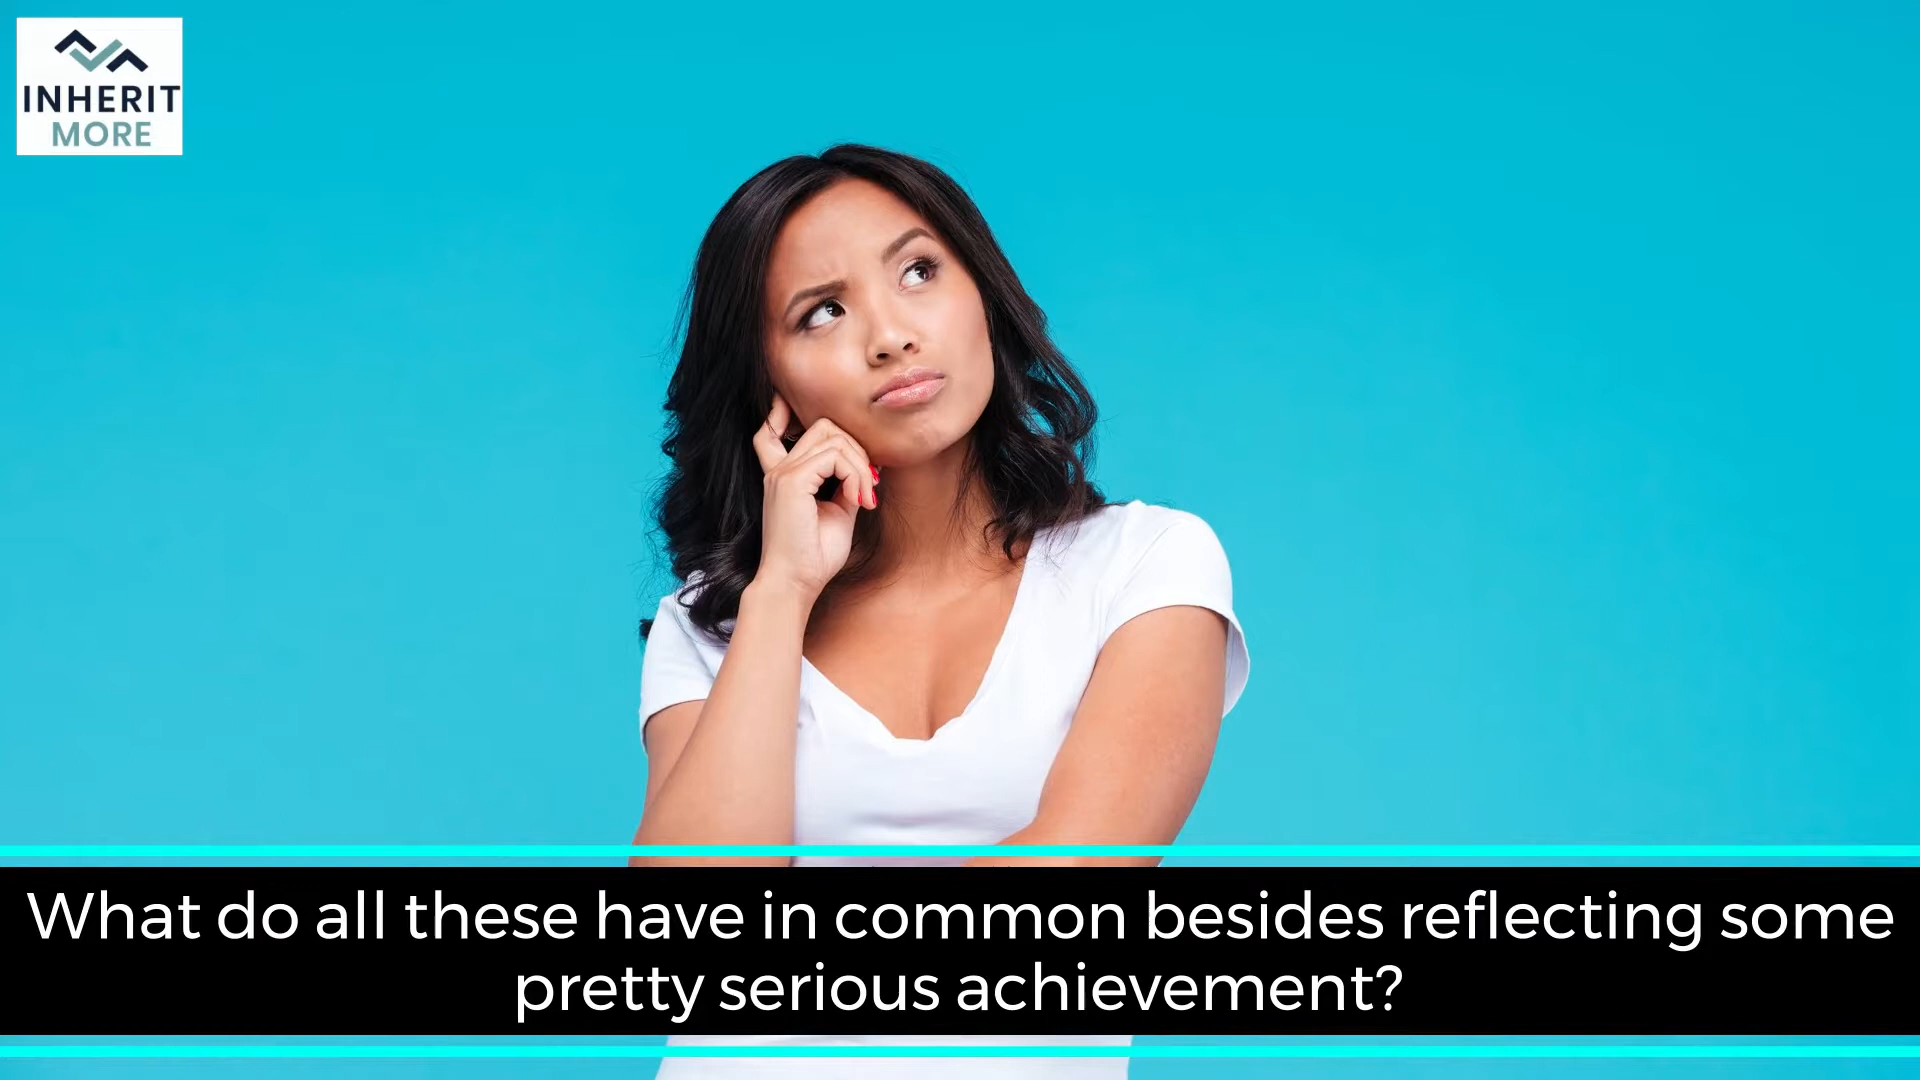 INHERIT
MORE
What do all these have in common besides reflecting some
pretty serious achievement?